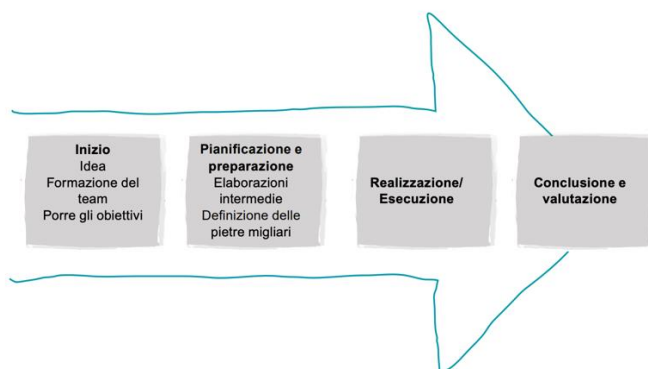 Inizio
Idea
Formazione del
team
Porre gli obiettivi
Pianificazione e
preparazione
Elaborazioni
intermedie
Definizione delle
pietre migliari
Realizzazione/
Esecuzione
Conclusione e
valutazione